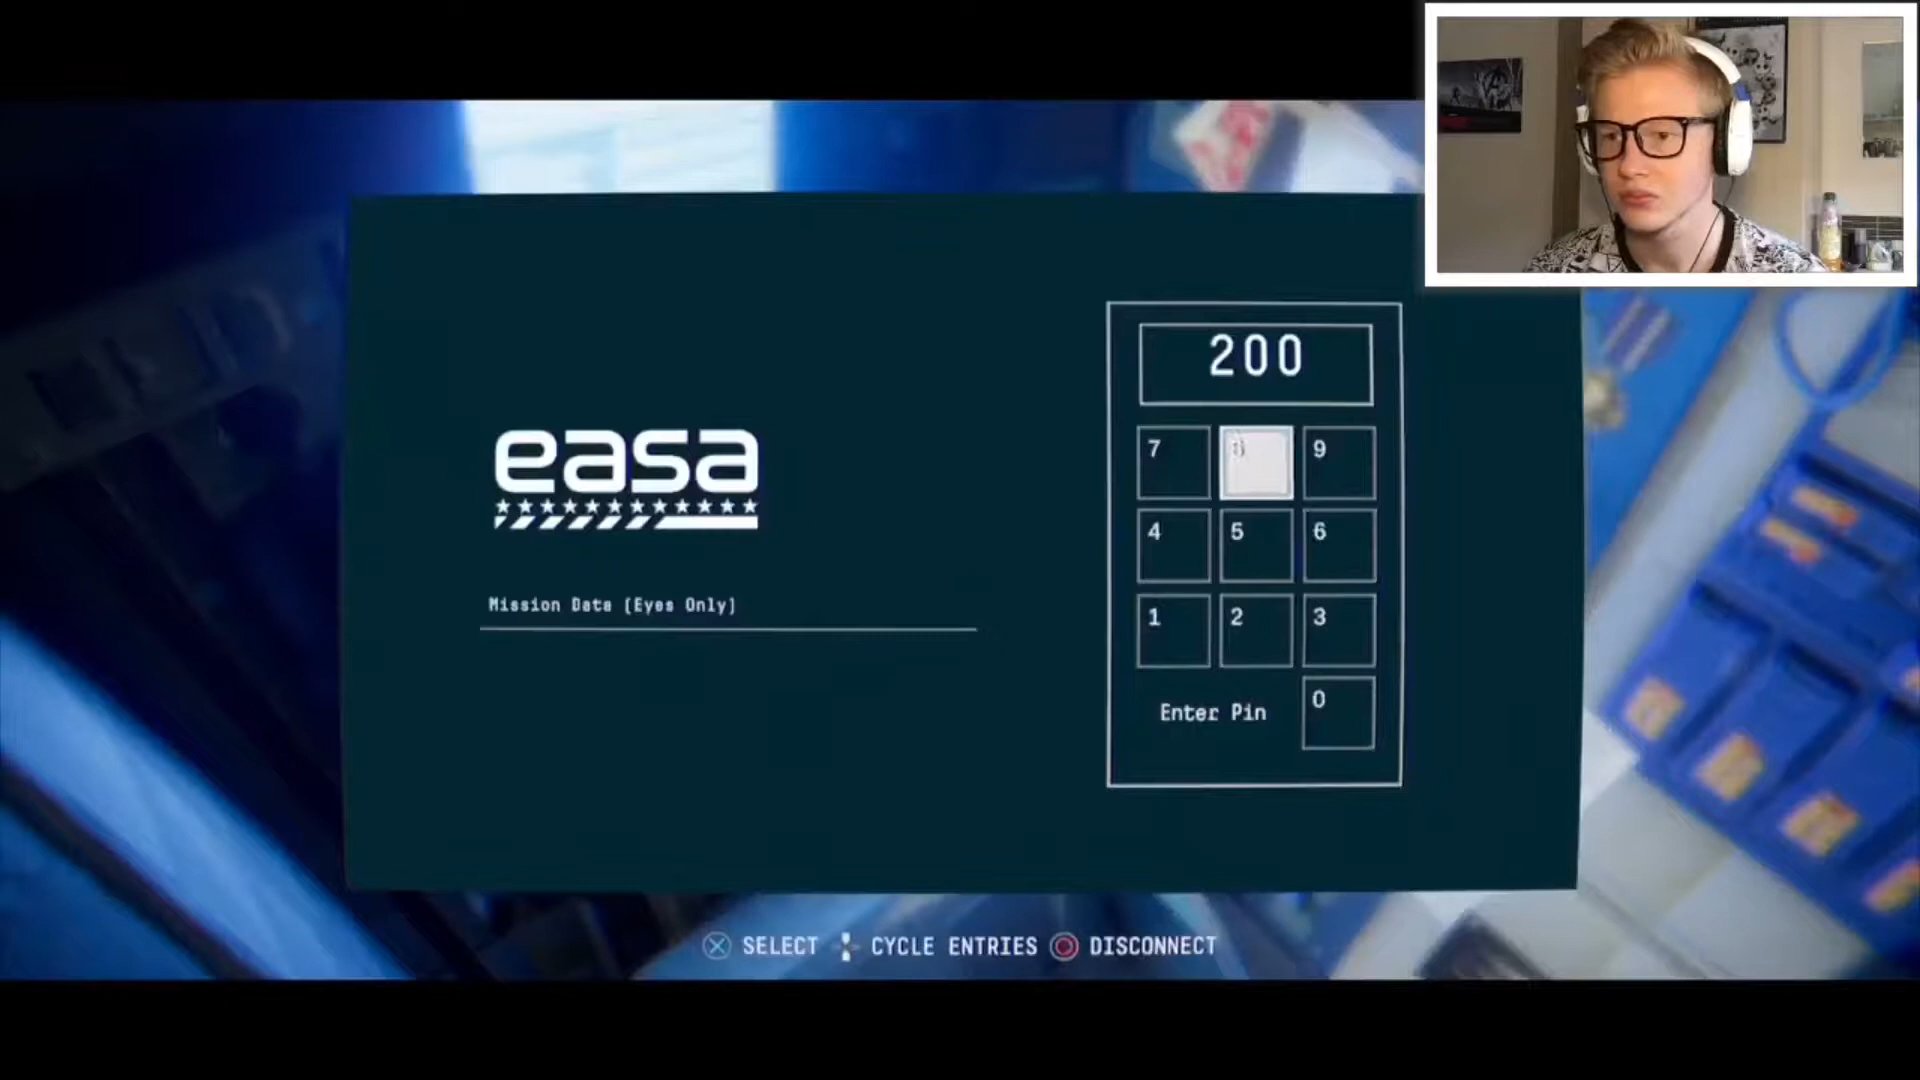 200
7 8 9
easa
4 5 6
Mission Data (Eyes Only)
1 2 3
0
Enter Pin
SELECT CYCLE ENTRIES DISCONNECT